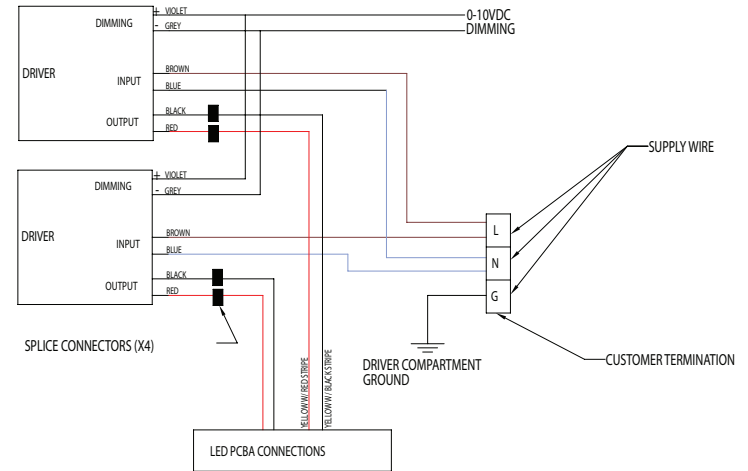 + VIOLET
0-10VDC
DIMMING
- GREY
DIMMING
DRIVER
BROWN
INPUT
BLUE
BLACK
OUTPUT
RED
SUPPLY WIRE
+ VIOLET
DIMMING
- GREY
DRIVER
BROWN
INPUT
BLUE
BLACK
OUTPUT
RED
L
N
G
SPLICE CONNECTORS (X4)
DRIVER COMPARTMENT
GROUND
CUSTOMER TERMINATION
YELLOW W/ RED STRIPE
YELLOW W/ BLACK STRIPE
LED PCBA CONNECTIONS